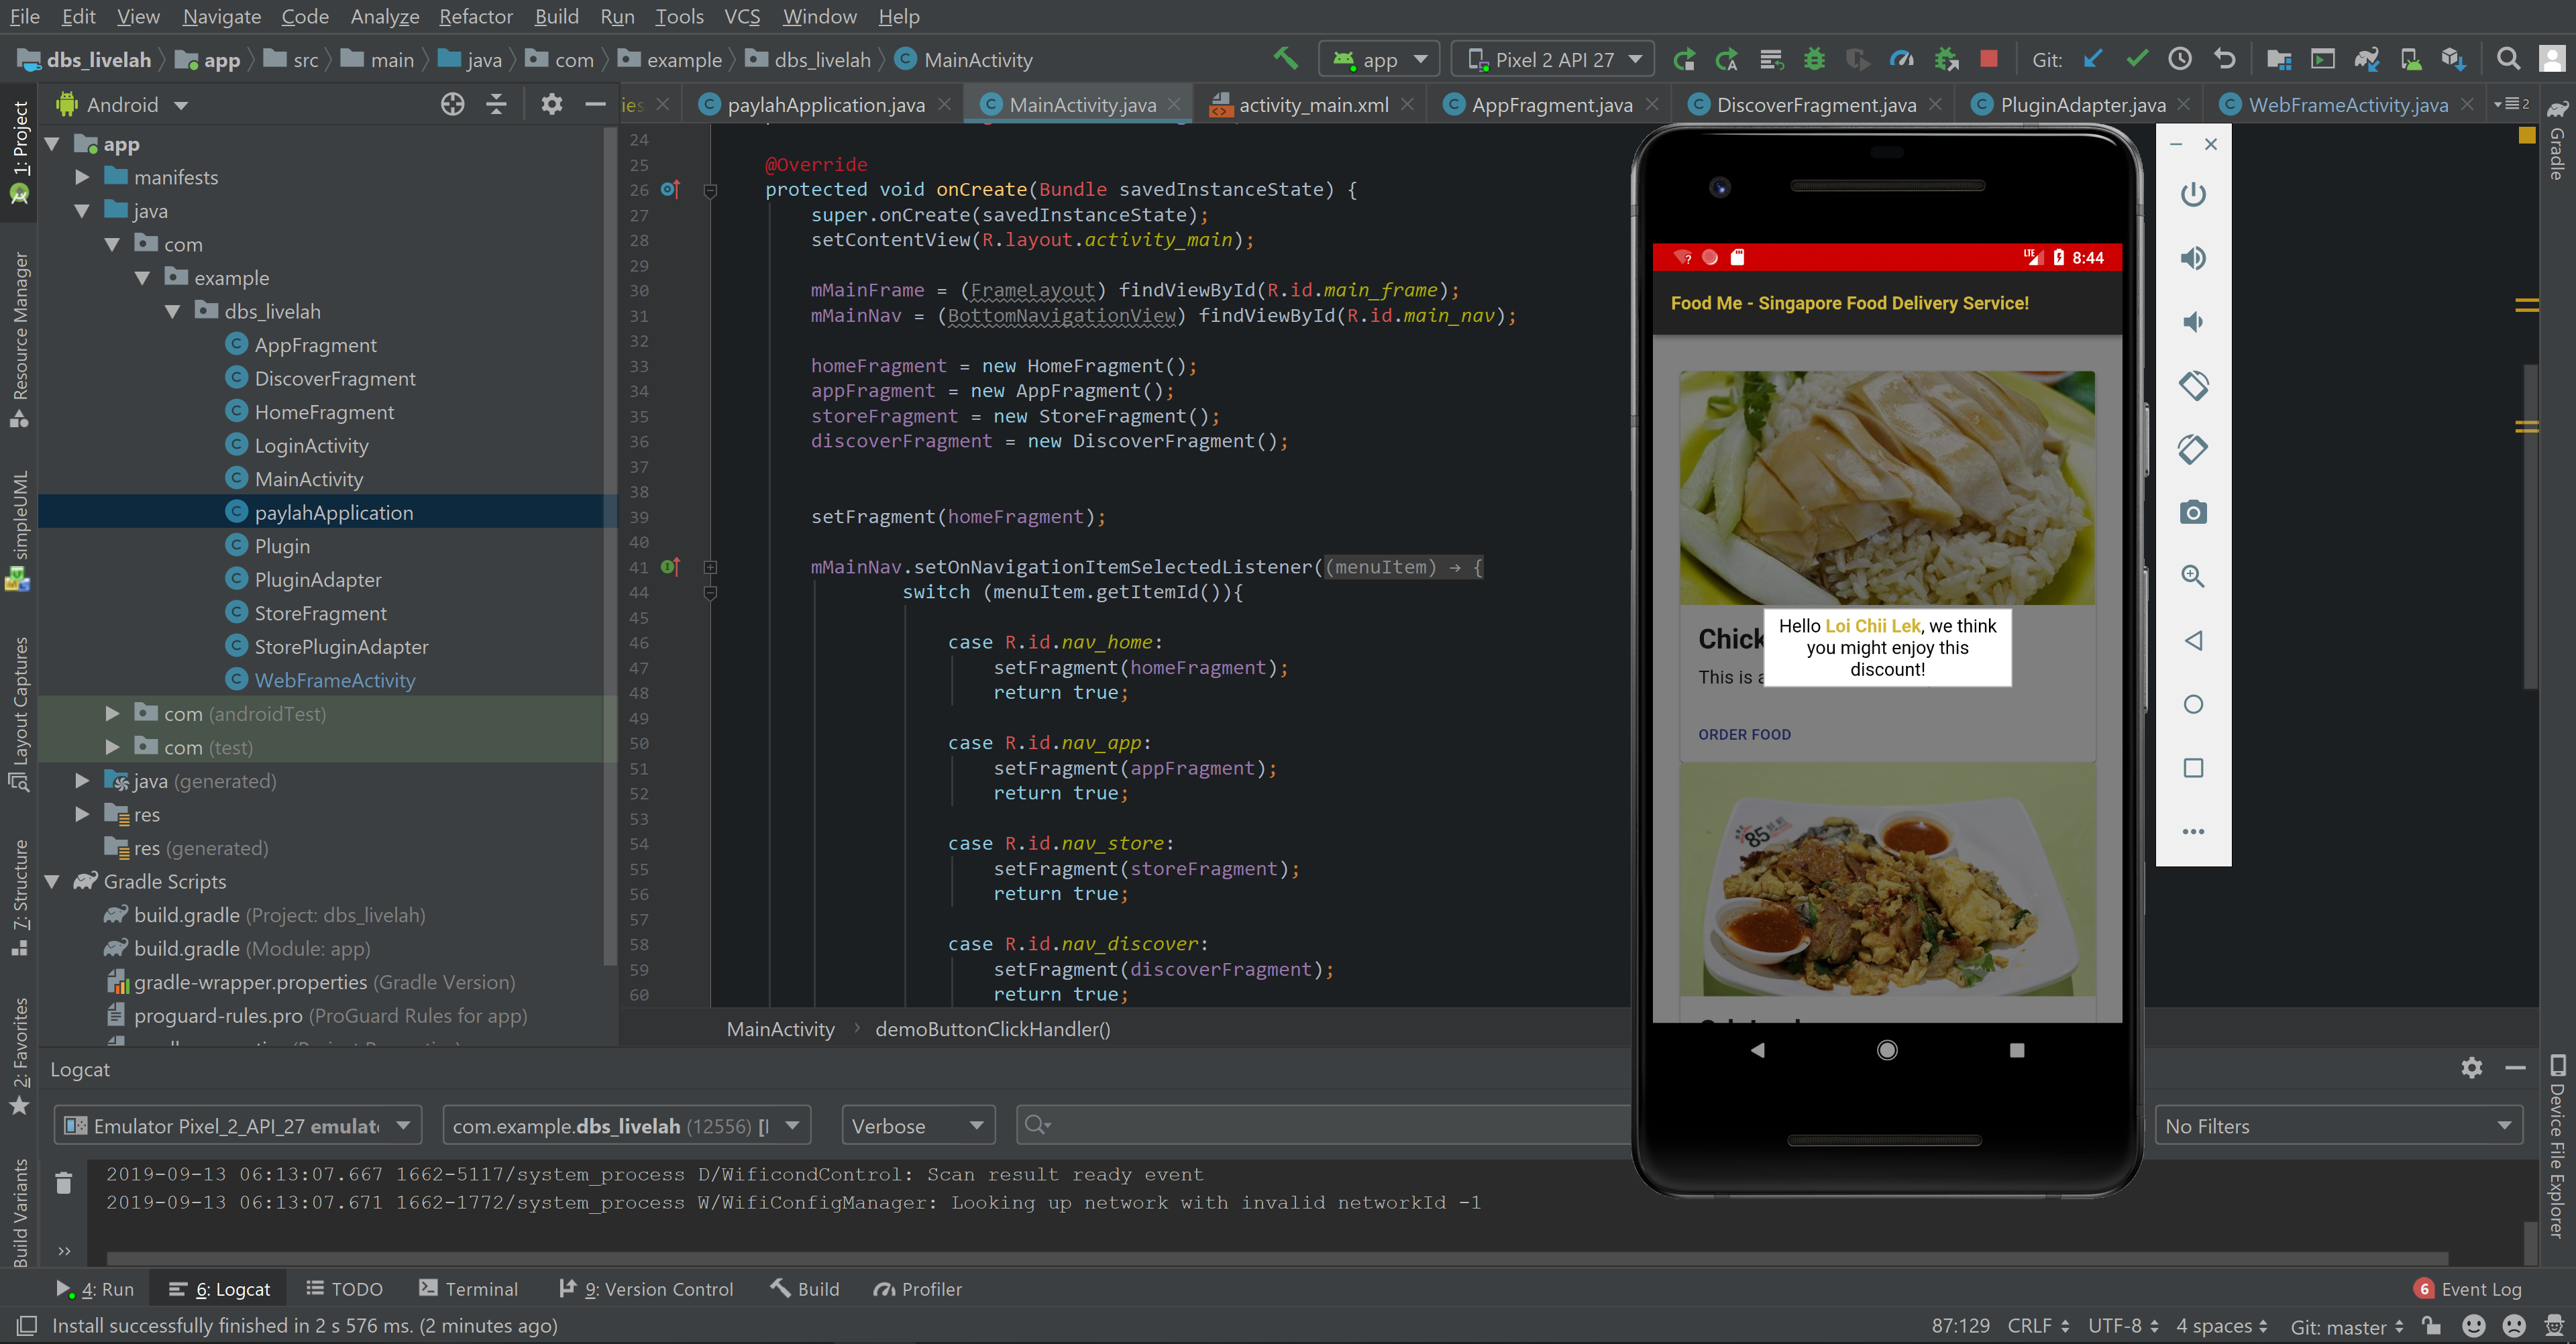 File Edit View Navigate Code Analyze Refactor Build Run Tools VCS Window Help
dbs_livelah app src main java com example dbs_livelah MainActivity
app Pixel 2 API 27 Git:
Android
paylahApplication.java MainActivity.java activity_main.xml AppFragment.java DiscoverFragment.java PluginAdapter.java WebFrameActivity.java 2
1: Project
Resource Manager
simpleUML
Layout Captures
7: Structure
2: Favorites
Build Variants
app
manifests
java
com
example
dbs_livelah
AppFragment
DiscoverFragment
HomeFragment
LoginActivity
MainActivity
paylahApplication
Plugin
PluginAdapter
StoreFragment
StorePluginAdapter
WebFrameActivity
com (androidTest)
com (test)
java (generated)
res
res (generated)
Gradle Scripts
build.gradle (Project: dbs_livelah)
build.gradle (Module: app)
gradle-wrapper.properties (Gradle Version)
proguard-rules.pro (ProGuard Rules for app)
24
25 @Override
26 protected void onCreate(Bundle savedInstanceState) {
27 super.onCreate(savedInstanceState);
28 setContentView(R.layout.activity_main);
29
30 mMainFrame = (FrameLayout) findViewById(R.id.main_frame);
31 mMainNav = (BottomNavigationView) findViewById(R.id.main_nav);
32
33 homeFragment = new HomeFragment();
34 appFragment = new AppFragment();
35 storeFragment = new StoreFragment();
36 discoverFragment = new DiscoverFragment();
37
38
39 setFragment(homeFragment);
40
41 mMainNav.setOnNavigationItemSelectedListener((menuItem) → {
44 switch (menuItem.getItemId()){
45
46 case R.id.nav_home:
47 setFragment(homeFragment);
48 return true;
49
50 case R.id.nav_app:
51 setFragment(appFragment);
52 return true;
53
54 case R.id.nav_store:
55 setFragment(storeFragment);
56 return true;
57
58 case R.id.nav_discover:
59 setFragment(discoverFragment);
60 return true;
MainActivity › demoButtonClickHandler()
LTE 8:44
Food Me - Singapore Food Delivery Service!
Chick
This is a
Hello Loi Chii Lek, we think
you might enjoy this
discount!
ORDER FOOD
85
Gradle
Device File Explorer
Logcat
Emulator Pixel_2_API_27 emulat com.example.dbs_livelah (12556) [ Verbose No Filters
2019-09-13 06:13:07.667 1662-5117/system_process D/WificondControl: Scan result ready event
2019-09-13 06:13:07.671 1662-1772/system_process W/WifiConfigManager: Looking up network with invalid networkId -1
4: Run 6: Logcat TODO Terminal 9: Version Control Build Profiler 6 Event Log
Install successfully finished in 2 s 576 ms. (2 minutes ago) 87:129 CRLF UTF-8 4 spaces Git: master